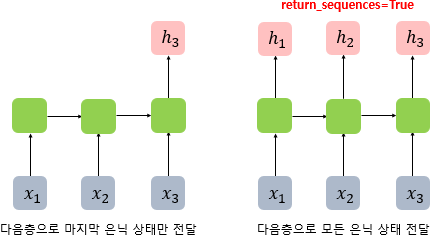 return_sequences=True
h₃
h₁ h₂ h₃
x₁ x₂ x₃
x₁ x₂ x₃
다음층으로 마지막 은닉 상태만 전달
다음층으로 모든 은닉 상태 전달